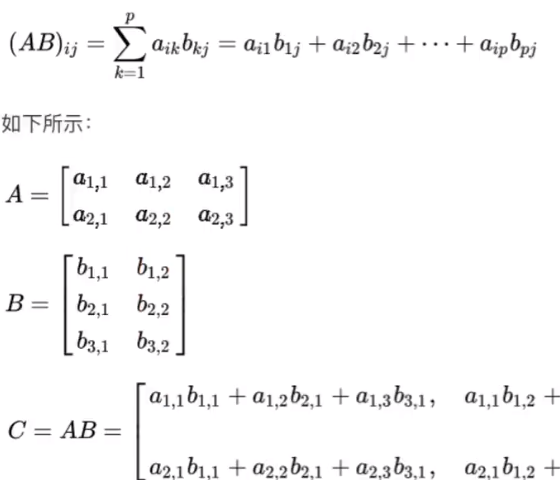 (AB)_{ij} = \sum_{k=1}^{p} a_{ik}b_{kj} = a_{i1}b_{1j} + a_{i2}b_{2j} + \cdots + a_{ip}b_{pj}
如下所示：
A = \begin{bmatrix} a_{1,1} & a_{1,2} & a_{1,3} \\ a_{2,1} & a_{2,2} & a_{2,3} \end{bmatrix}
B = \begin{bmatrix} b_{1,1} & b_{1,2} \\ b_{2,1} & b_{2,2} \\ b_{3,1} & b_{3,2} \end{bmatrix}
C = AB = [ a_{1,1}b_{1,1} + a_{1,2}b_{2,1} + a_{1,3}b_{3,1}, a_{1,1}b_{1,2} +
a_{2,1}b_{1,1} + a_{2,2}b_{2,1} + a_{2,3}b_{3,1}, a_{2,1}b_{1,2} +